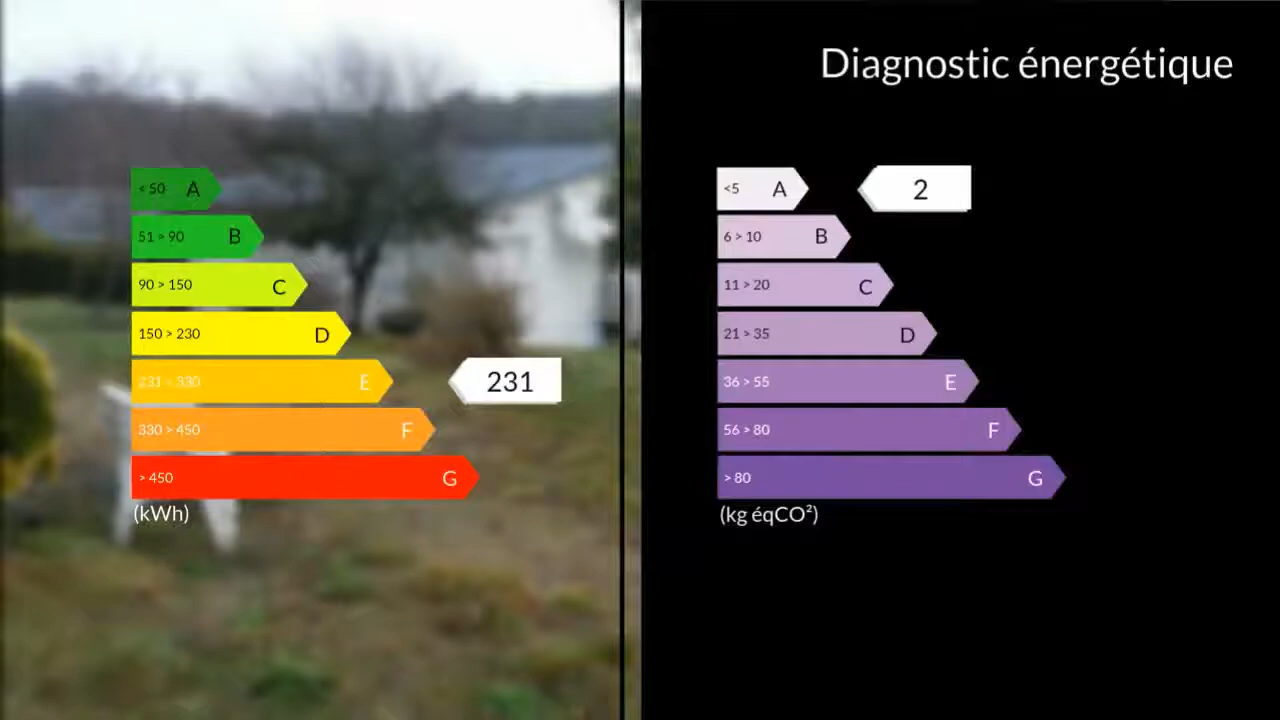 Diagnostic énergétique
< 50 A
51 > 90 B
90 > 150 C
150 > 230 D
231 > 330 E
231
330 > 450 F
> 450 G
(kWh)
<5 A
2
6 > 10 B
11 > 20 C
21 > 35 D
36 > 55 E
56 > 80 F
> 80 G
(kg éqCO²)